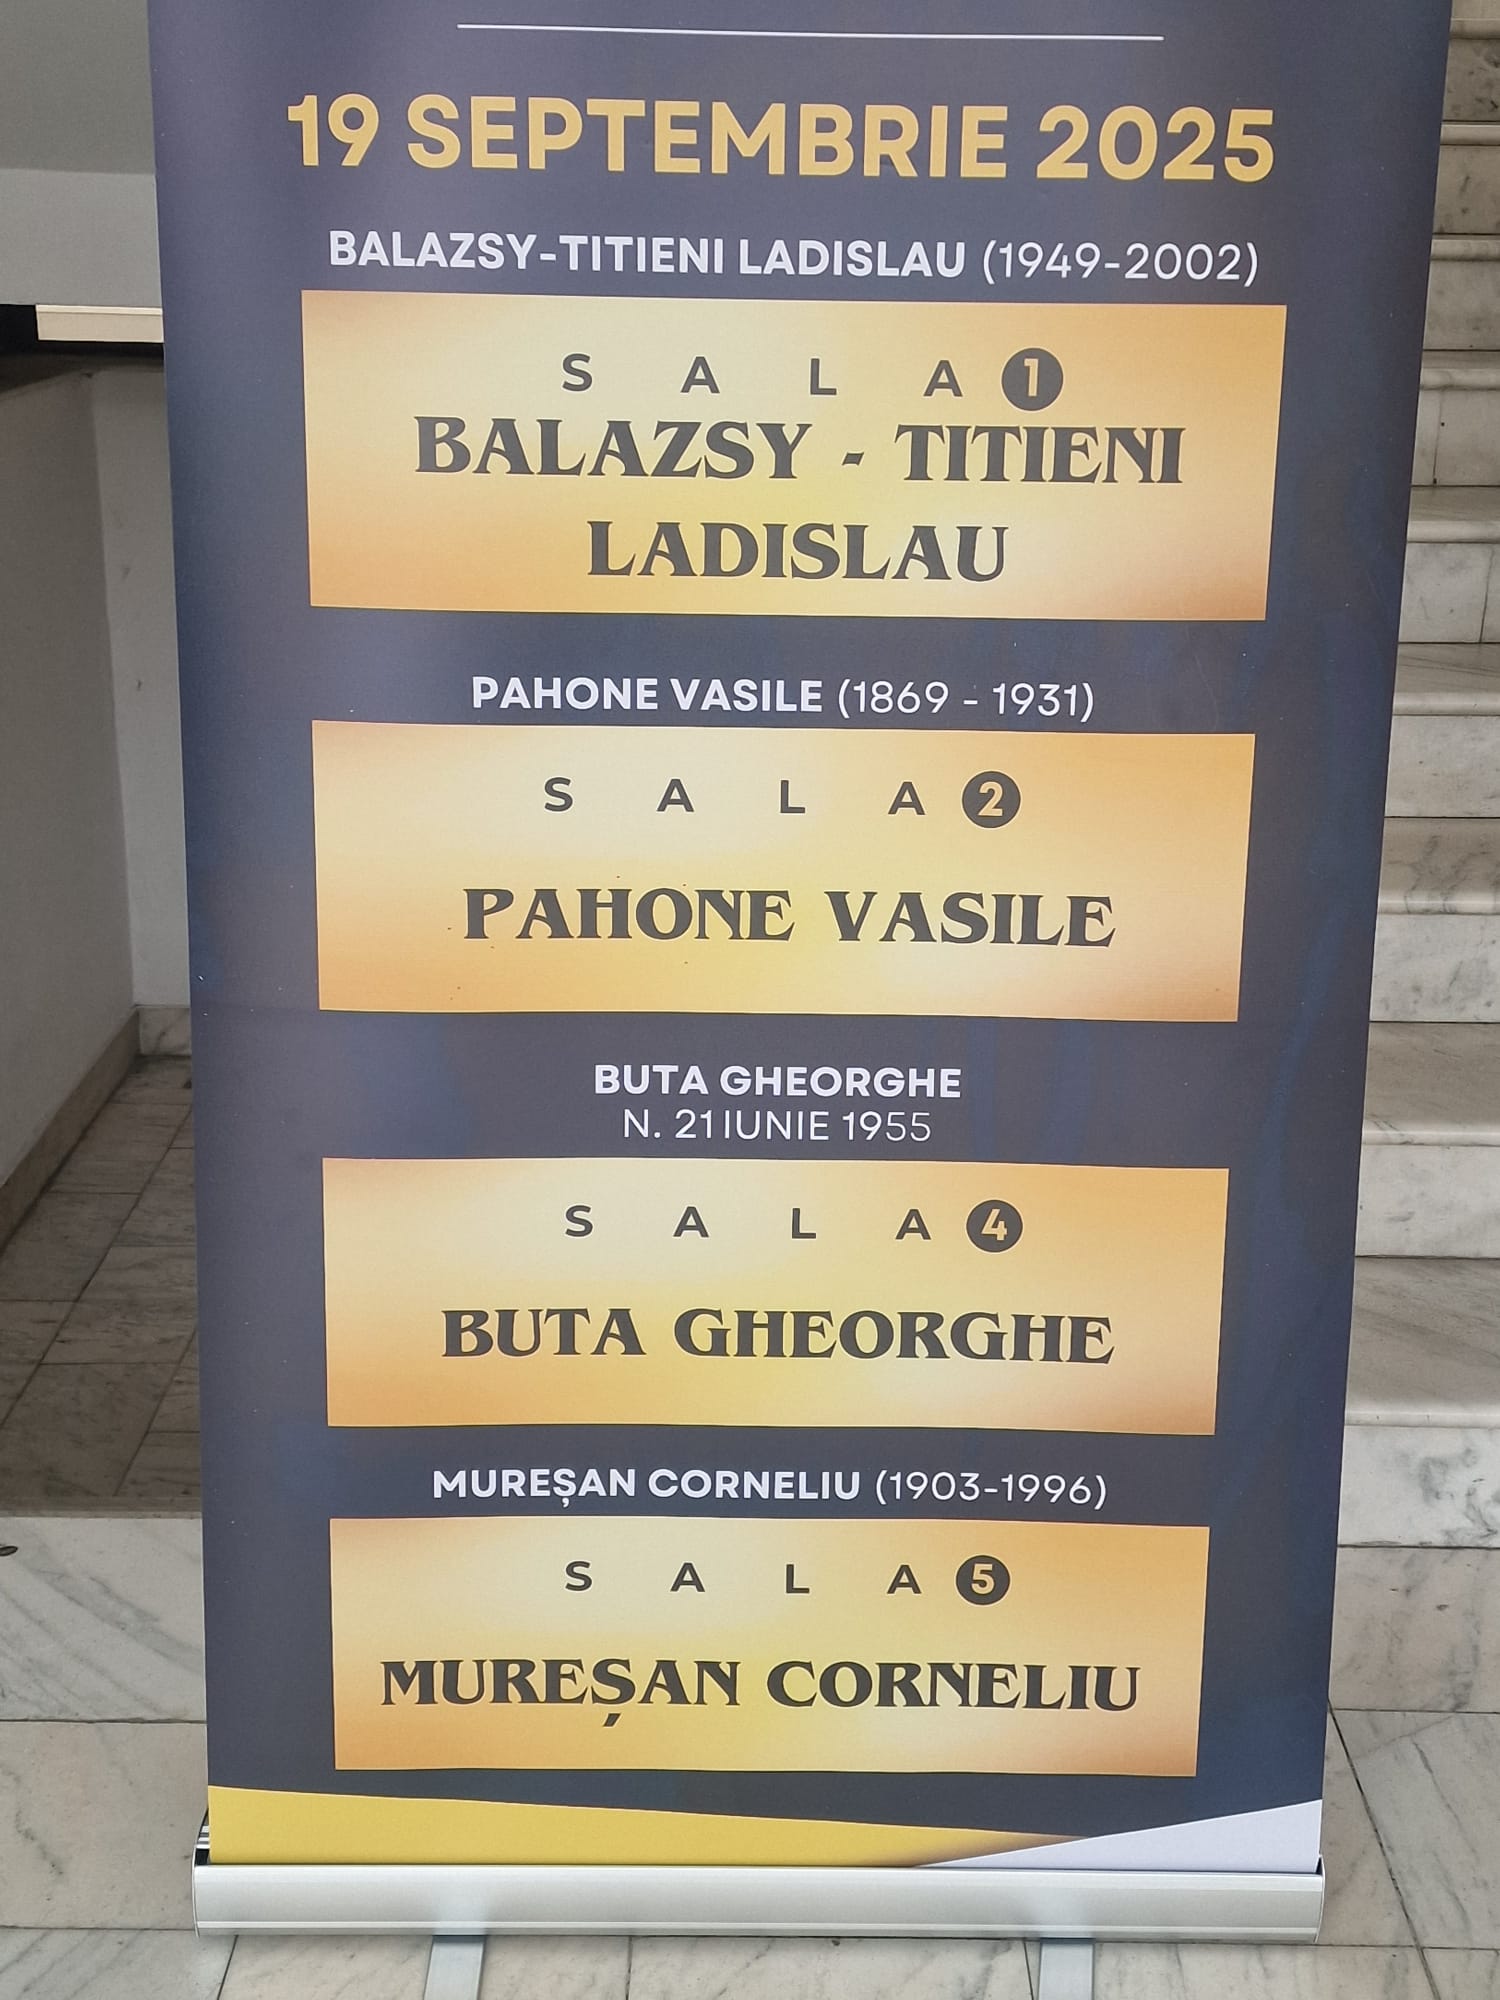 19 SEPTEMBRIE 2025
BALAZSY-TITIENI LADISLAU (1949-2002)
S A L A 1
BALAZSY - TITIENI
LADISLAU
PAHONE VASILE (1869 - 1931)
S A L A 2
PAHONE VASILE
BUTA GHEORGHE
N. 21 IUNIE 1955
S A L A 4
BUTA GHEORGHE
MUREȘAN CORNELIU (1903-1996)
S A L A 5
MUREȘAN CORNELIU